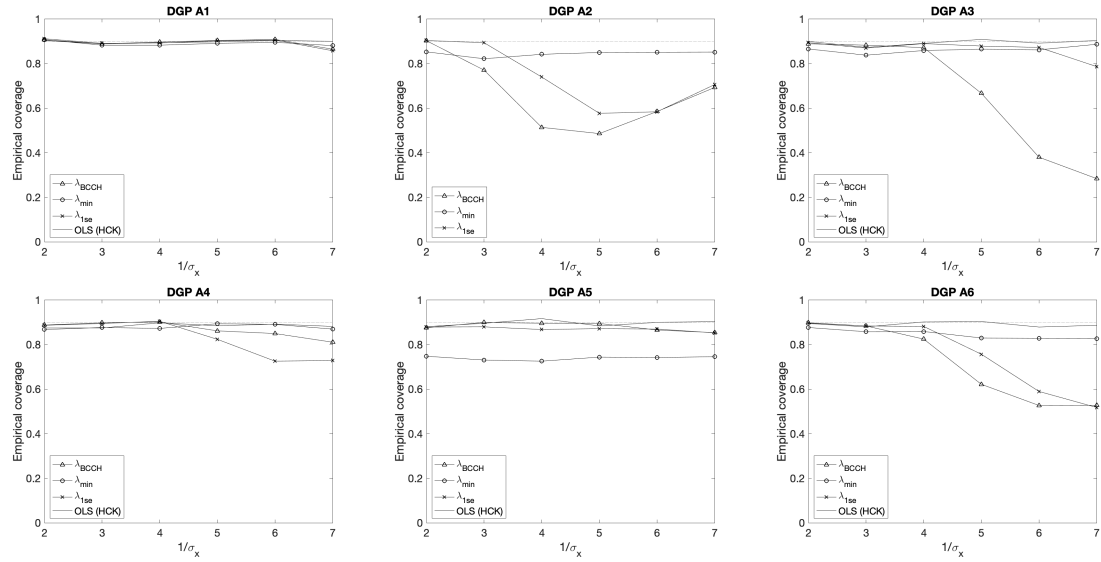 DGP A1
Empirical coverage
1
0.8
0.6
0.4
0.2
0
λBCCH
λmin
λ1se
OLS (HCK)
2 3 4 5 6 7
1/σx
DGP A2
Empirical coverage
1
0.8
0.6
0.4
0.2
0
λBCCH
λmin
λ1se
2 3 4 5 6 7
1/σx
DGP A3
Empirical coverage
1
0.8
0.6
0.4
0.2
0
λBCCH
λmin
λ1se
OLS (HCK)
2 3 4 5 6 7
1/σx
DGP A4
Empirical coverage
1
0.8
0.6
0.4
0.2
0
λBCCH
λmin
λ1se
OLS (HCK)
2 3 4 5 6 7
1/σx
DGP A5
Empirical coverage
1
0.8
0.6
0.4
0.2
0
λBCCH
λmin
λ1se
OLS (HCK)
2 3 4 5 6 7
1/σx
DGP A6
Empirical coverage
1
0.8
0.6
0.4
0.2
0
λBCCH
λmin
λ1se
OLS (HCK)
2 3 4 5 6 7
1/σx